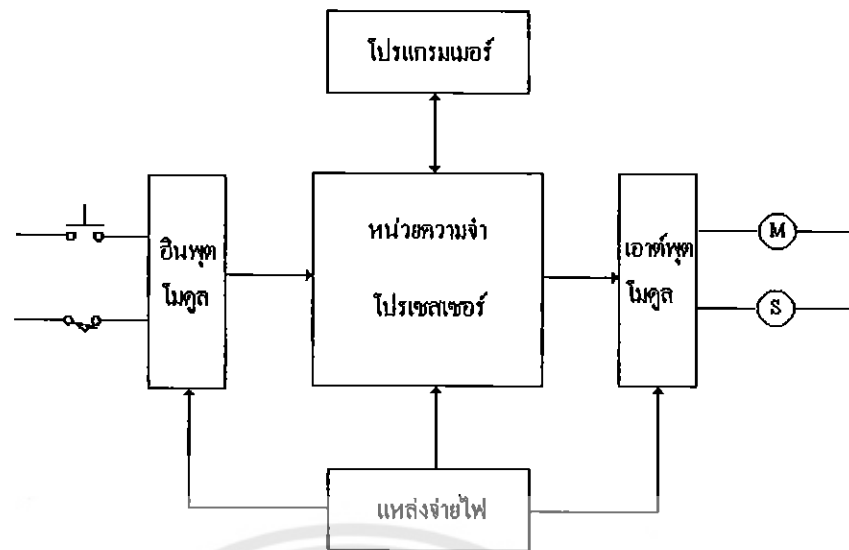 โปรแกรมเมอร์
อินพุต
โมดูล
หน่วยความจำ
โปรเซสเซอร์
เอาต์พุต
โมดูล
M
S
แหล่งจ่ายไฟ